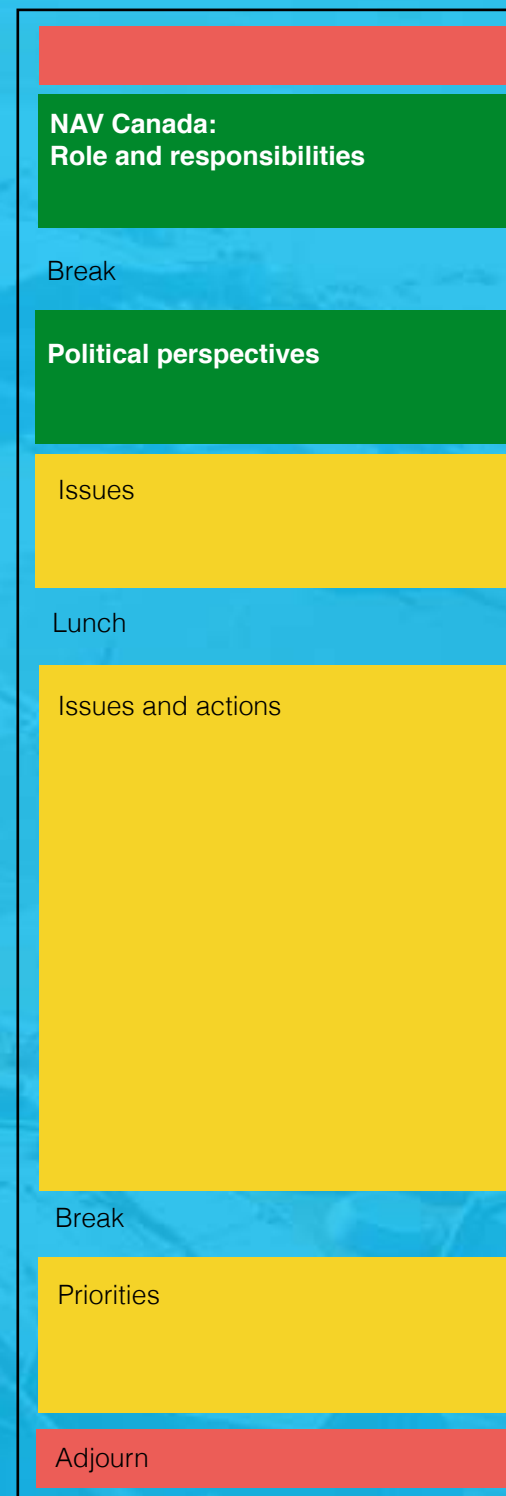 NAV Canada:
Role and responsibilities
Break
Political perspectives
Issues
Lunch
Issues and actions
Break
Priorities
Adjourn